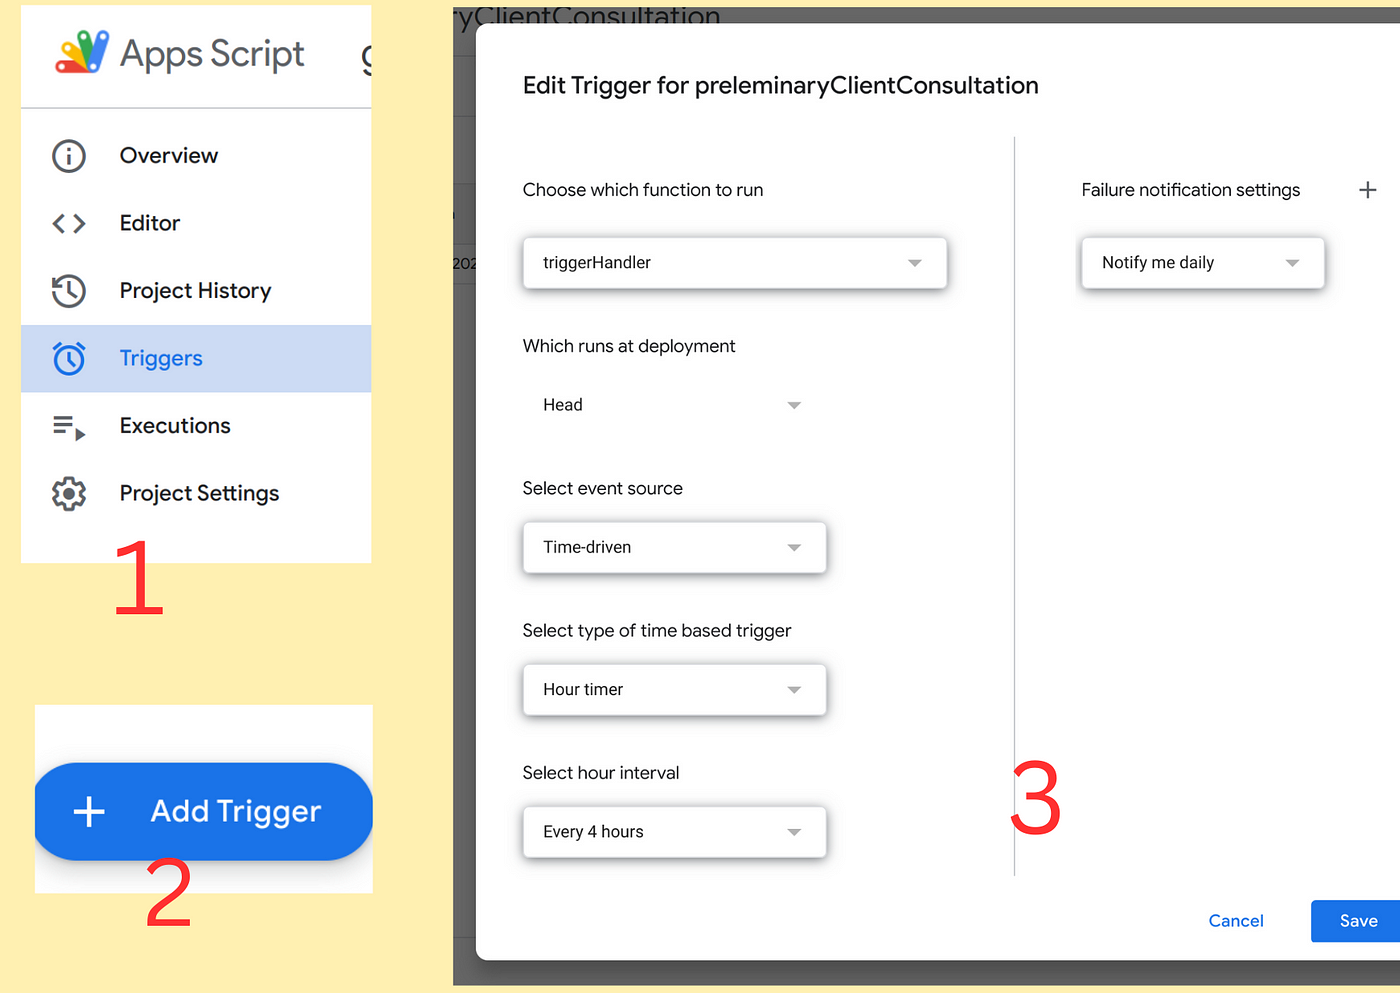 Apps Script
Overview
Editor
Project History
Triggers
Executions
Project Settings
1
Add Trigger
2
ryClientConsultation
202
Edit Trigger for preleminaryClientConsultation
Choose which function to run
triggerHandler
Which runs at deployment
Head
Select event source
Time-driven
Select type of time based trigger
Hour timer
Select hour interval
Every 4 hours
Failure notification settings
Notify me daily
3
Cancel
Save